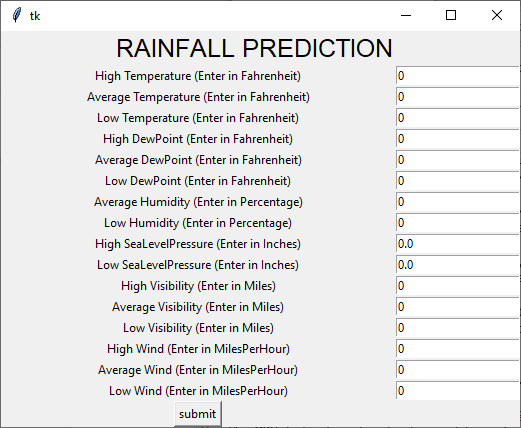 tk
RAINFALL PREDICTION
High Temperature (Enter in Fahrenheit) 0
Average Temperature (Enter in Fahrenheit) 0
Low Temperature (Enter in Fahrenheit) 0
High DewPoint (Enter in Fahrenheit) 0
Average DewPoint (Enter in Fahrenheit) 0
Low DewPoint (Enter in Fahrenheit) 0
Average Humidity (Enter in Percentage) 0
Low Humidity (Enter in Percentage) 0
High SeaLevelPressure (Enter in Inches) 0.0
Low SeaLevelPressure (Enter in Inches) 0.0
High Visibility (Enter in Miles) 0
Average Visibility (Enter in Miles) 0
Low Visibility (Enter in Miles) 0
High Wind (Enter in MilesPerHour) 0
Average Wind (Enter in MilesPerHour) 0
Low Wind (Enter in MilesPerHour) 0
submit